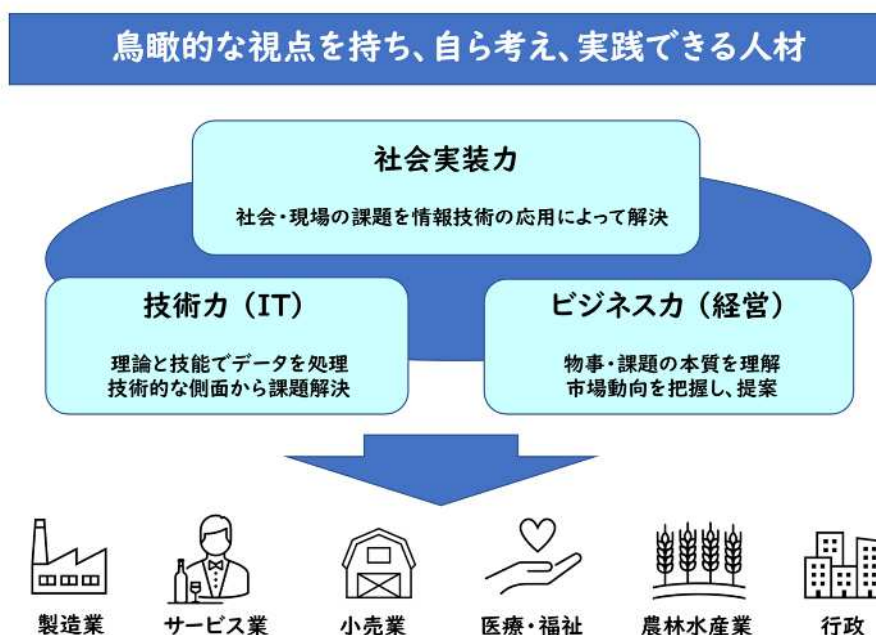 鳥瞰的な視点を持ち、自ら考え、実践できる人材
社会実装力
社会・現場の課題を情報技術の応用によって解決
技術力（IT）
理論と技能でデータを処理
技術的な側面から課題解決
ビジネス力（経営）
物事・課題の本質を理解
市場動向を把握し、提案
製造業
サービス業
小売業
医療・福祉
農林水産業
行政